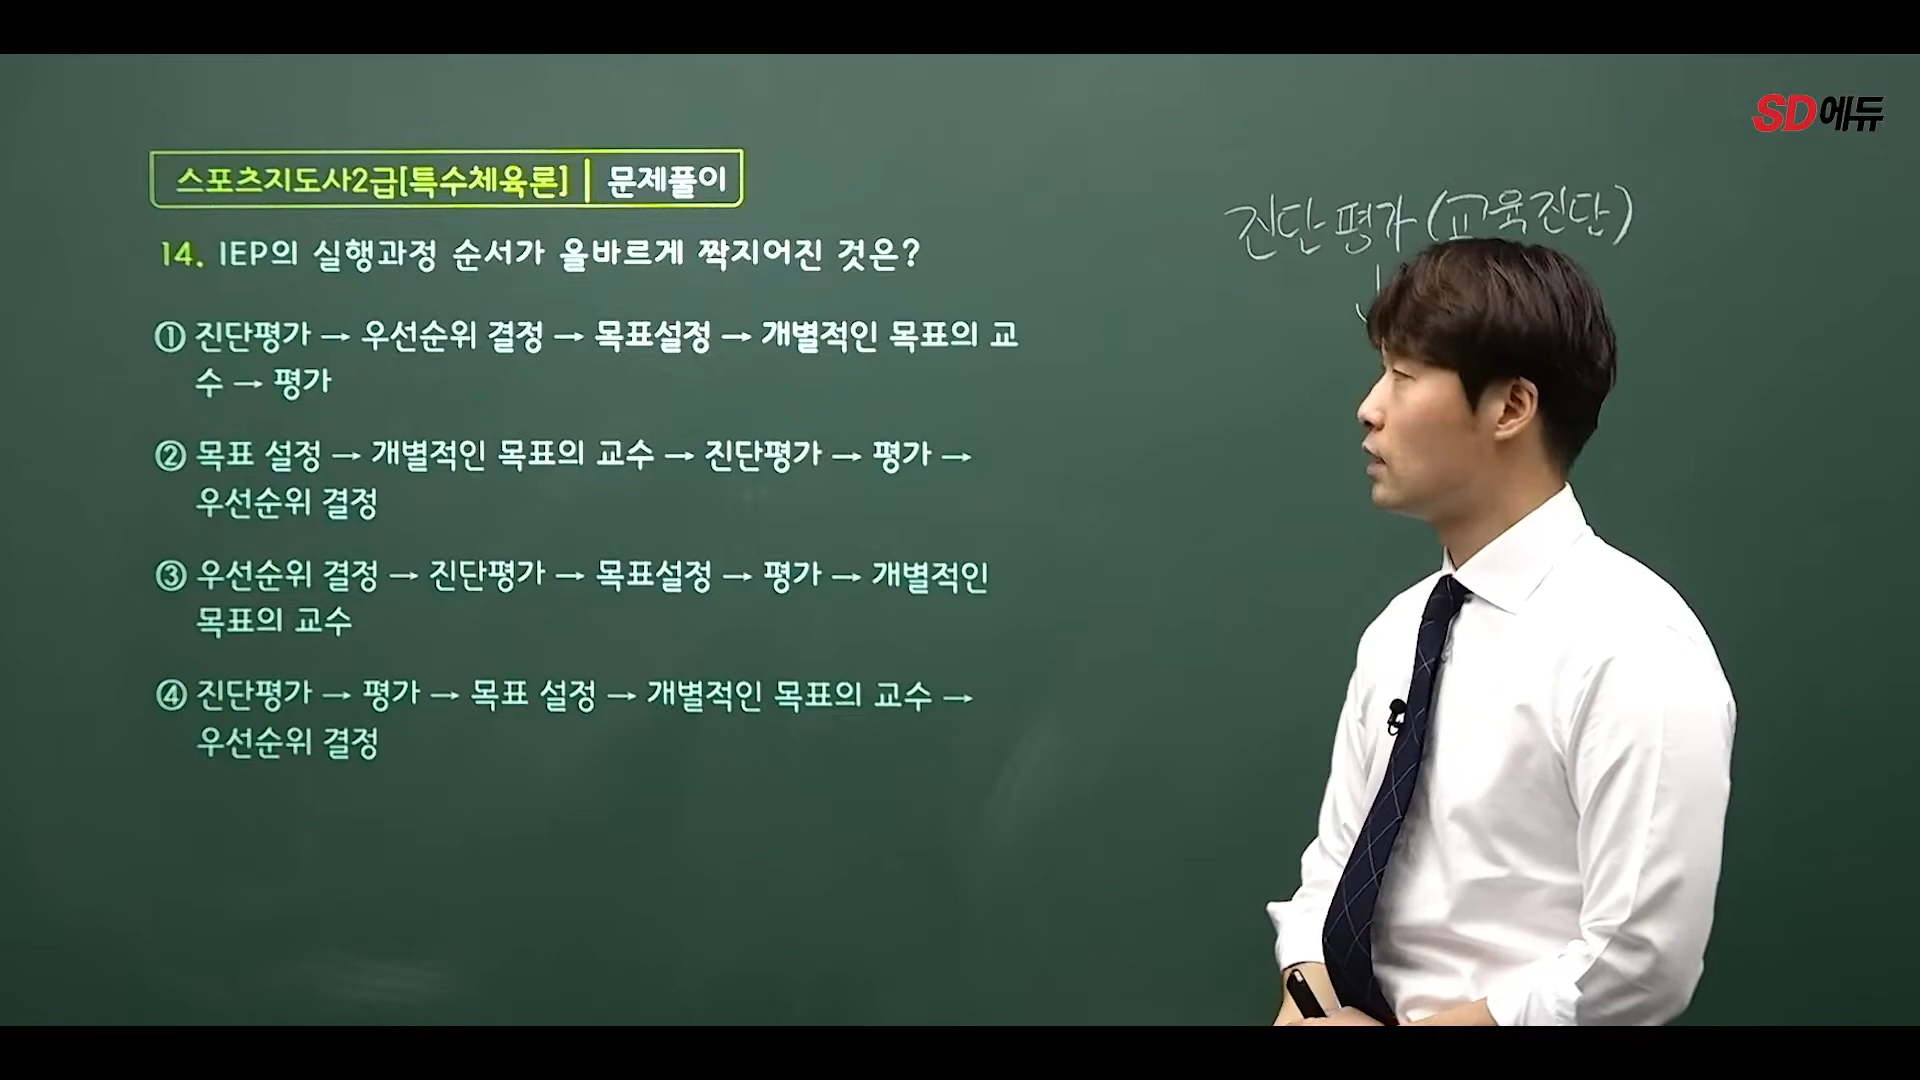 SD에듀
스포츠지도사2급[특수체육론] | 문제풀이
진단평가(교육진단)
14. IEP의 실행과정 순서가 올바르게 짝지어진 것은?
① 진단평가 → 우선순위 결정 → 목표설정 → 개별적인 목표의 교
수 → 평가
② 목표 설정 → 개별적인 목표의 교수 → 진단평가 → 평가 →
우선순위 결정
③ 우선순위 결정 → 진단평가 → 목표설정 → 평가 → 개별적인
목표의 교수
④ 진단평가 → 평가 → 목표 설정 → 개별적인 목표의 교수 →
우선순위 결정